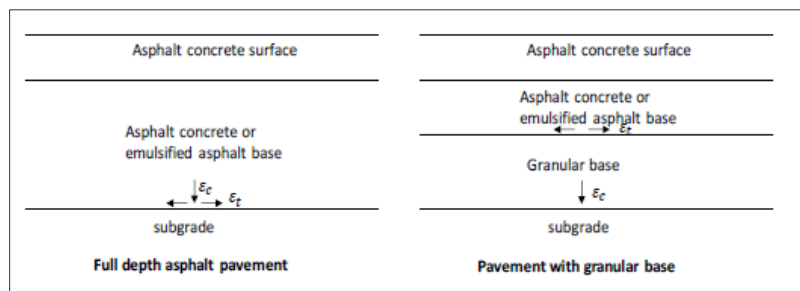 Asphalt concrete surface
Asphalt concrete or
emulsified asphalt base
εc
εt
subgrade
Full depth asphalt pavement
Asphalt concrete surface
Asphalt concrete or
emulsified asphalt base
εt
Granular base
εc
subgrade
Pavement with granular base